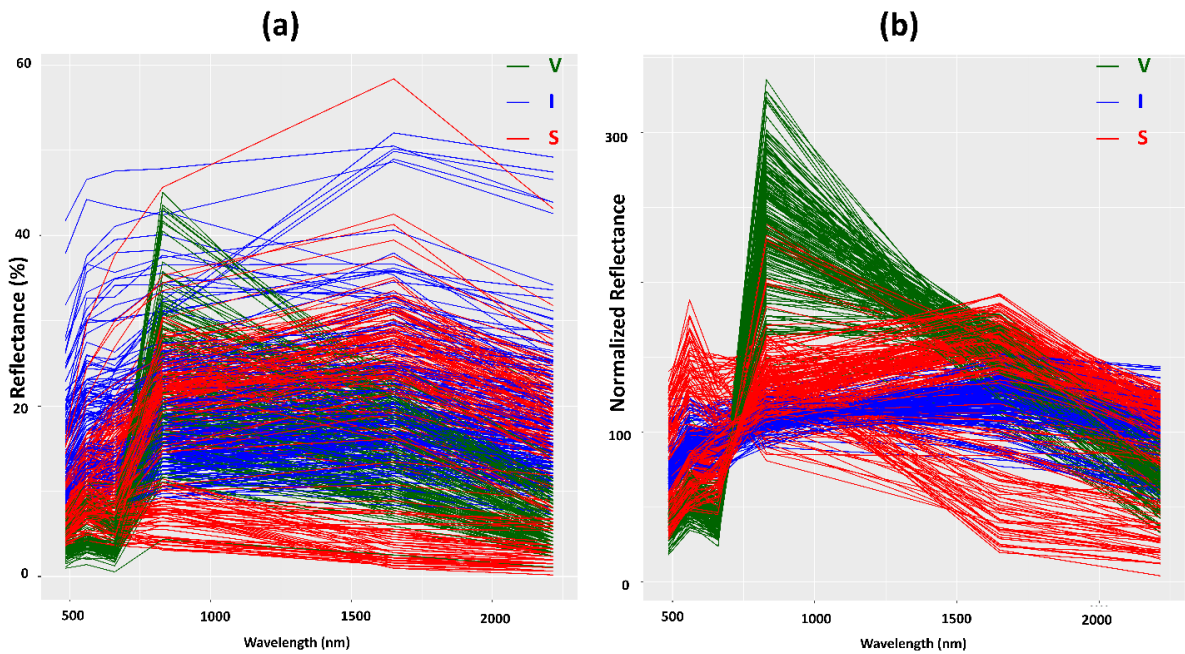 (a)
Reflectance (%)
60
40
20
0
V
I
S
500
1000
1500
2000
Wavelength (nm)
(b)
Normalized Reflectance
300
100
0
V
I
S
500
1000
1500
2000
Wavelength (nm)